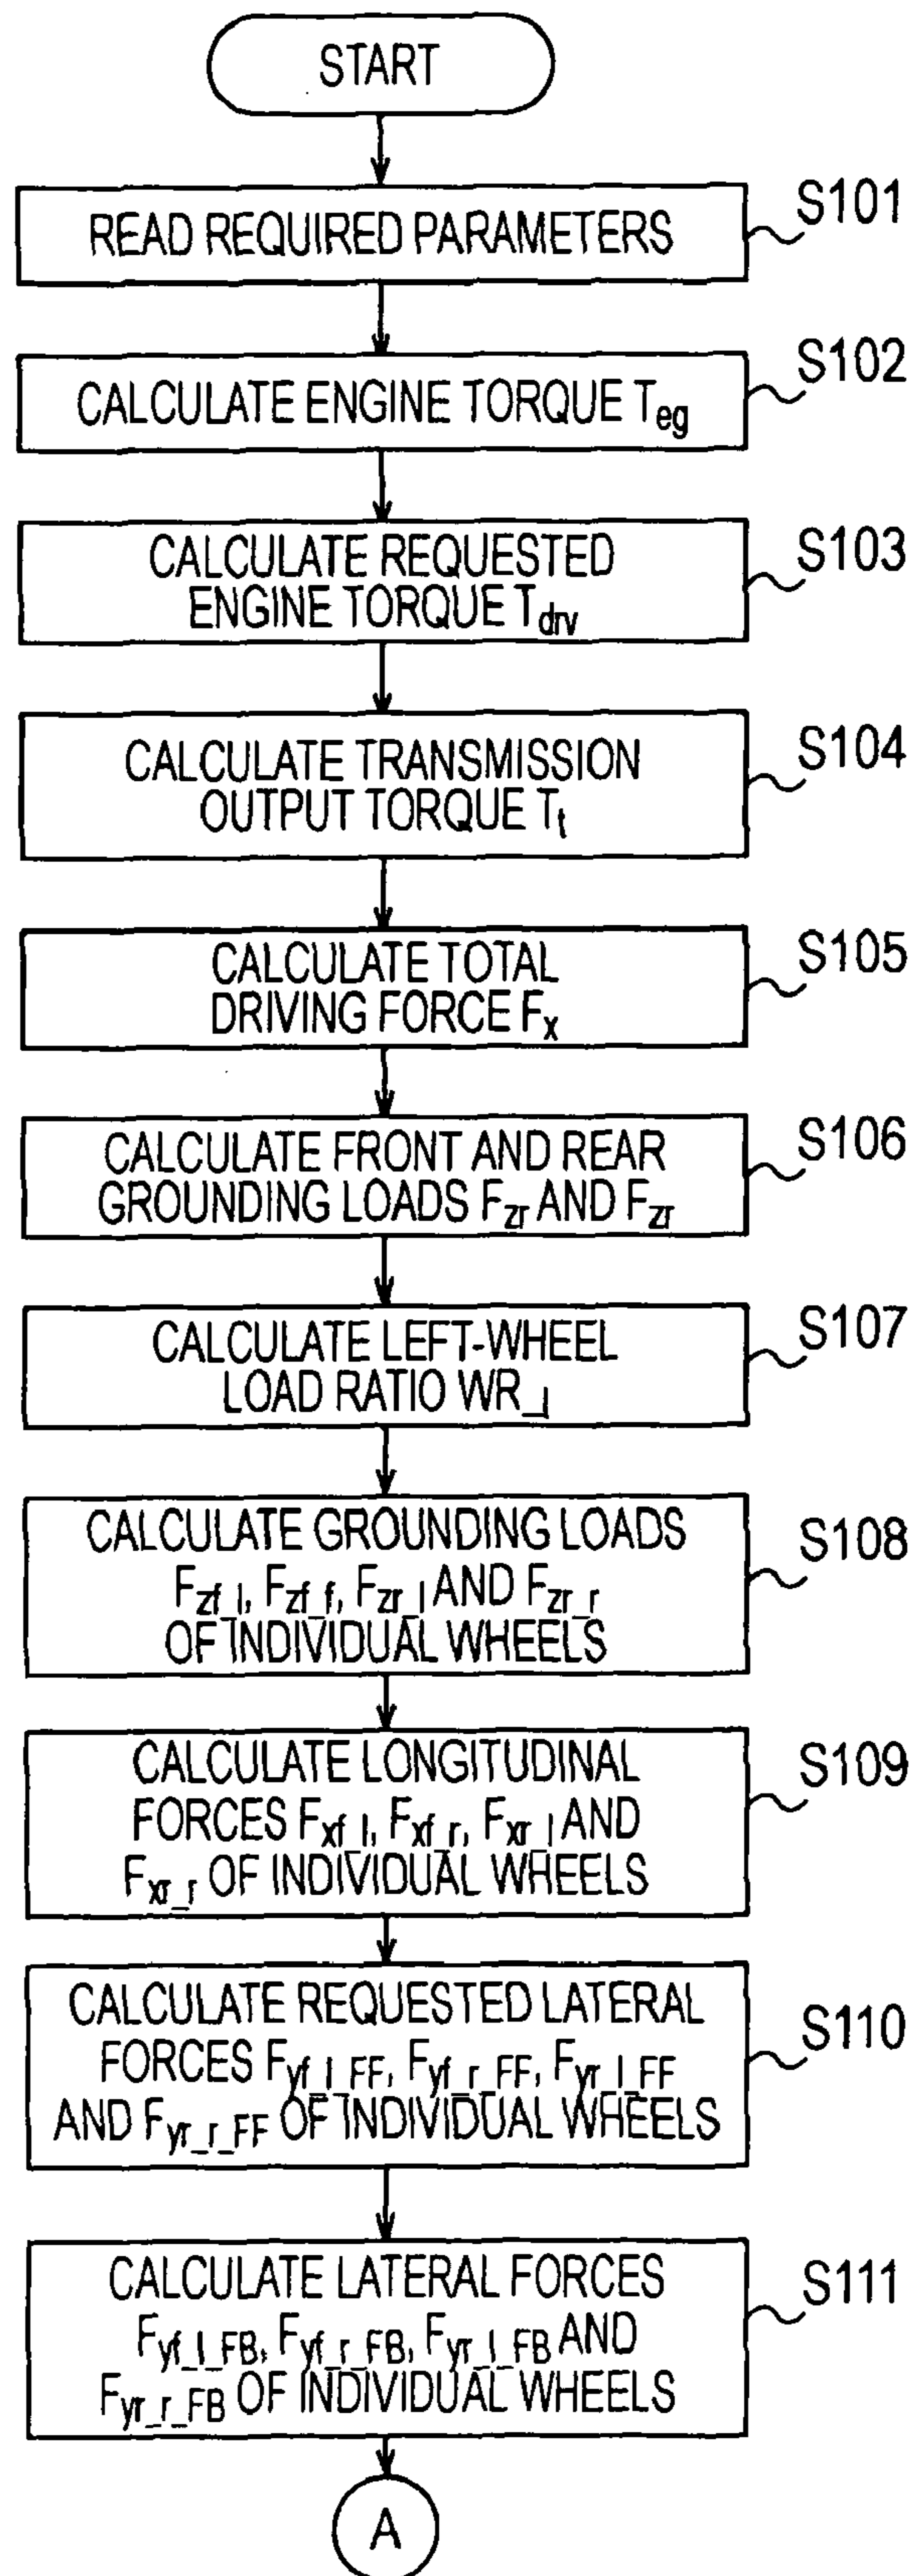 START
S101
READ REQUIRED PARAMETERS
S102
CALCULATE ENGINE TORQUE Teg
S103
CALCULATE REQUESTED
ENGINE TORQUE Tdrv
S104
CALCULATE TRANSMISSION
OUTPUT TORQUE Tt
S105
CALCULATE TOTAL
DRIVING FORCE Fx
S106
CALCULATE FRONT AND REAR
GROUNDING LOADS Fzr AND Fzr
S107
CALCULATE LEFT-WHEEL
LOAD RATIO WR_l
S108
CALCULATE GROUNDING LOADS
Fzf_l, Fzf_f, Fzr_l AND Fzr_r
OF INDIVIDUAL WHEELS
S109
CALCULATE LONGITUDINAL
FORCES Fxf_l, Fxf_r, Fxr_l AND
Fxr_r OF INDIVIDUAL WHEELS
S110
CALCULATE REQUESTED LATERAL
FORCES Fyf_l_FF, Fyf_r_FF, Fyr_l_FF
AND Fyr_r_FF OF INDIVIDUAL WHEELS
S111
CALCULATE LATERAL FORCES
Fyf_l_FB, Fyf_r_FB, Fyr_l_FB AND
Fyr_r_FB OF INDIVIDUAL WHEELS
A